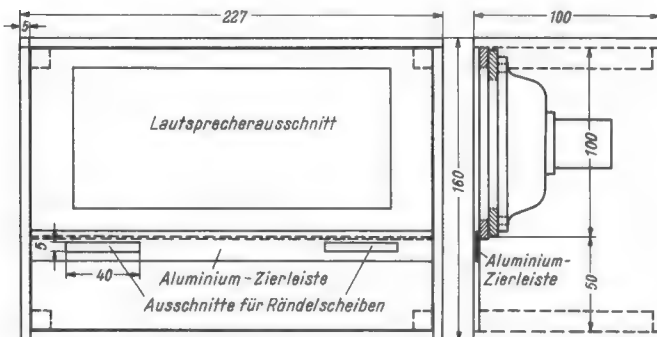 227
100
5
Lautsprecherausschnitt
160
100
5
40
Aluminium-Zierleiste
Ausschnitte für Rändelscheiben
Aluminium-
Zierleiste
50